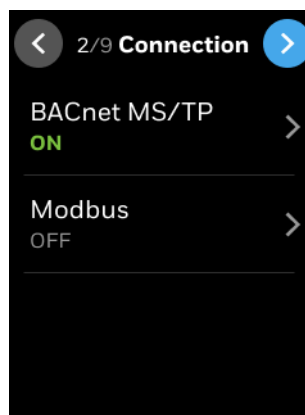 2/9 Connection
BACnet MS/TP
ON
Modbus
OFF